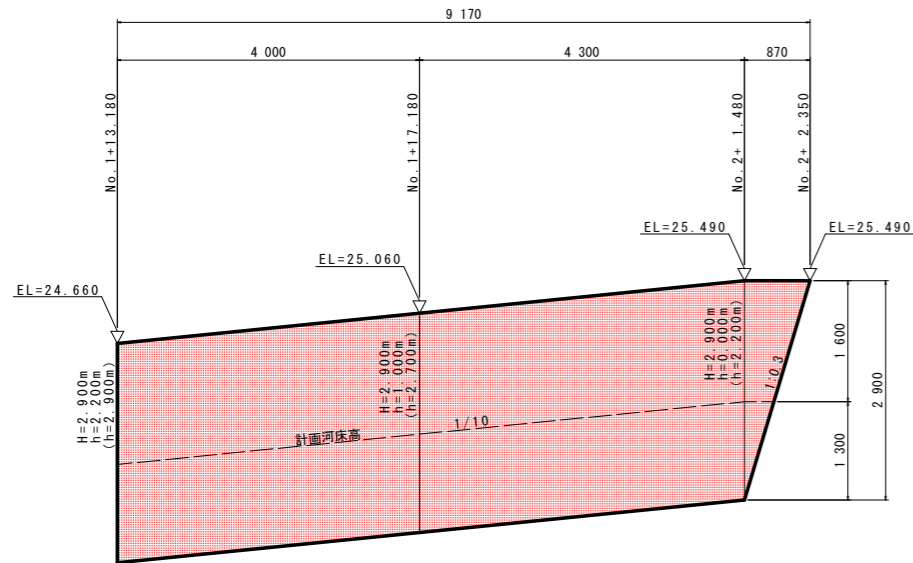 9 170
4 000
4 300
870
No.1+13.180
No.1+17.180
No.2+ 1.480
No.2+ 2.350
EL=24.660
EL=25.060
EL=25.490
EL=25.490
H=2.900m
h=2.200m
(h=2.900m)
H=2.900m
h=1.000m
(h=2.700m)
H=2.900m
h=0.000m
(h=2.200m)
1:0.3
1 600
1 300
2 900
計画河床高
1/10